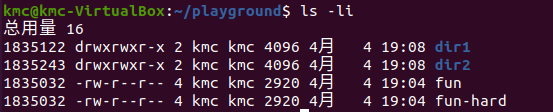 kmc@kmc-VirtualBox:~/playground$ ls -li
总用量 16
1835122 drwxrwxr-x 2 kmc kmc 4096 4月   4 19:08 dir1
1835243 drwxrwxr-x 2 kmc kmc 4096 4月   4 19:08 dir2
1835032 -rw-r--r-- 4 kmc kmc 2920 4月   4 19:04 fun
1835032 -rw-r--r-- 4 kmc kmc 2920 4月   4 19:04 fun-hard